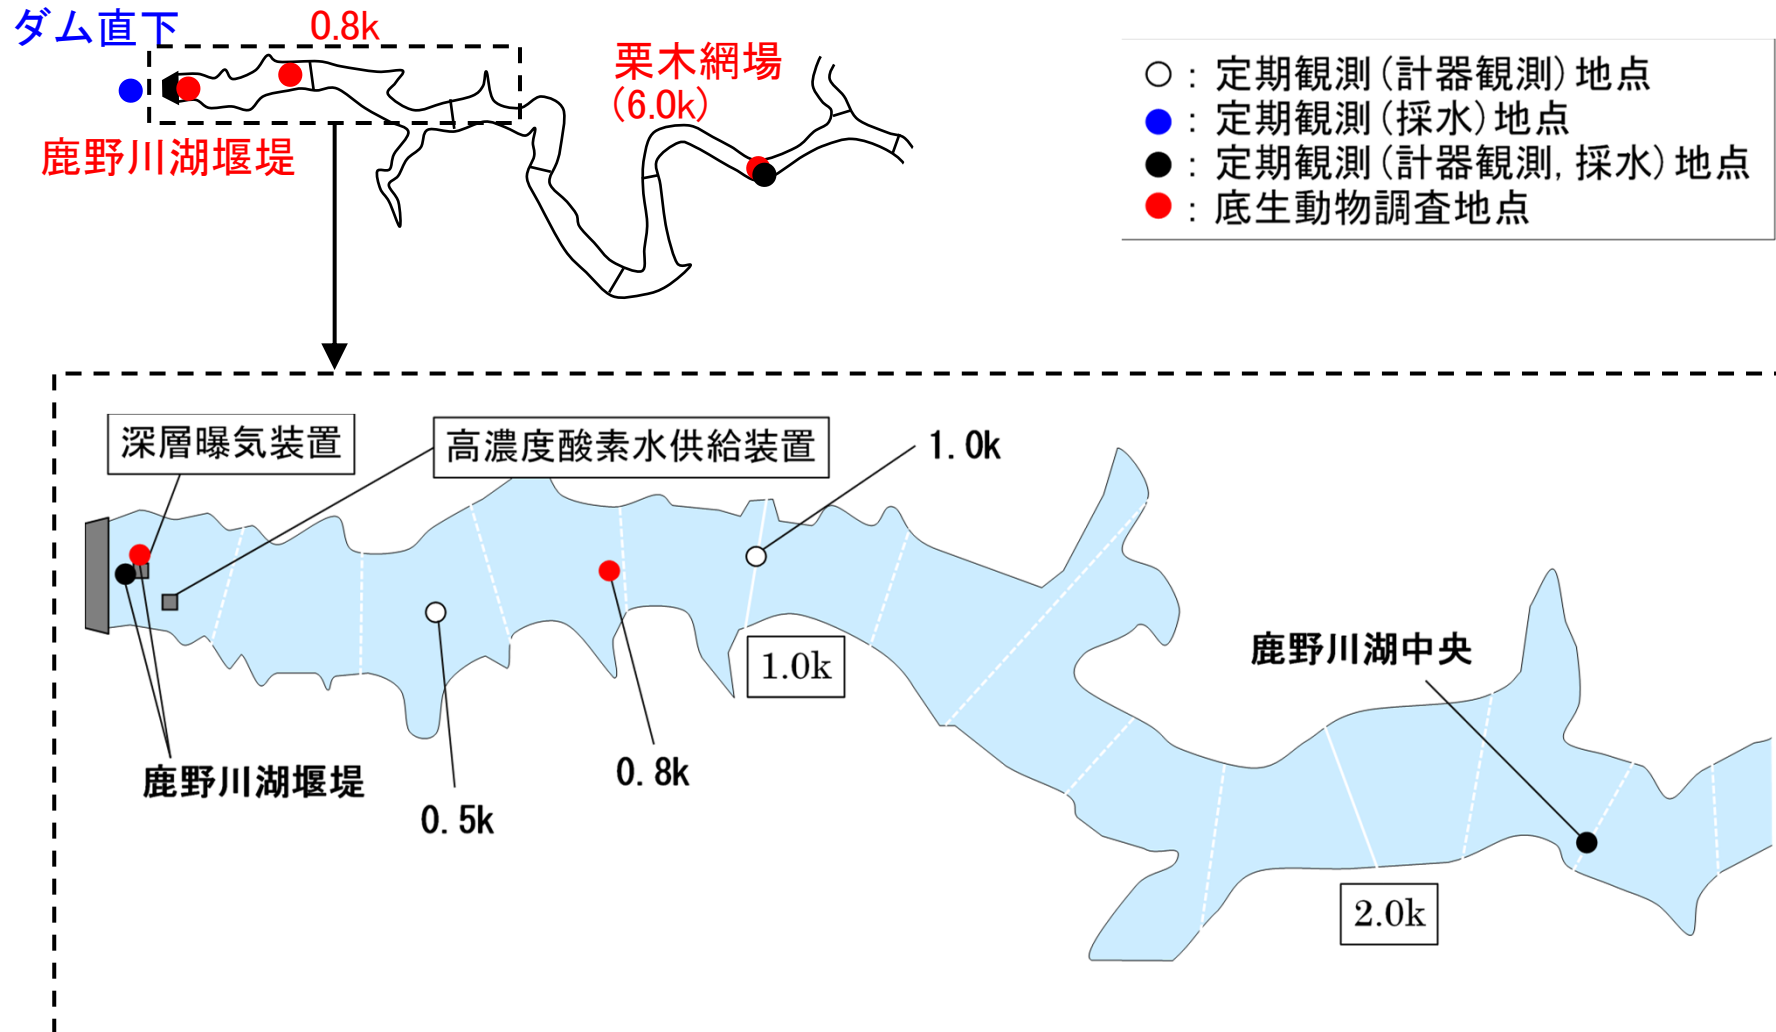 ダム直下
0.8k
鹿野川湖堰堤
栗木網場
(6.0k)
○：定期観測(計器観測)地点
●：定期観測(採水)地点
●：定期観測(計器観測,採水)地点
●：底生動物調査地点
深層曝気装置
高濃度酸素水供給装置
1.0k
1.0k
鹿野川湖中央
鹿野川湖堰堤
0.5k
0.8k
2.0k